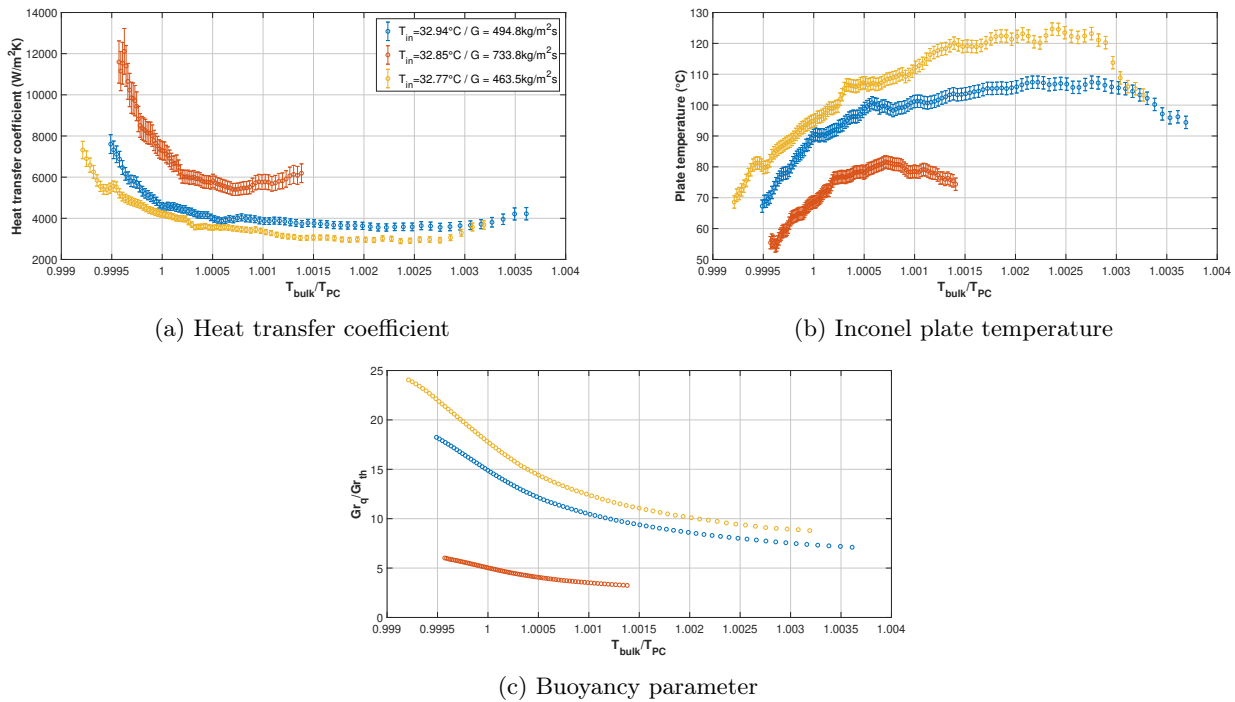 14000
12000
10000
8000
6000
4000
2000
Heat transfer coefficient (W/m²K)
T_in=32.94°C / G = 494.8kg/m²s
T_in=32.85°C / G = 733.8kg/m²s
T_in=32.77°C / G = 463.5kg/m²s
0.999 0.9995 1 1.0005 1.001 1.0015 1.002 1.0025 1.003 1.0035 1.004
T_bulk/T_PC
(a) Heat transfer coefficient
130
120
110
100
90
80
70
60
50
Plate temperature (°C)
0.999 0.9995 1 1.0005 1.001 1.0015 1.002 1.0025 1.003 1.0035 1.004
T_bulk/T_PC
(b) Inconel plate temperature
25
20
15
10
5
0
Gr_q/Gr_th
0.999 0.9995 1 1.0005 1.001 1.0015 1.002 1.0025 1.003 1.0035 1.004
T_bulk/T_PC
(c) Buoyancy parameter